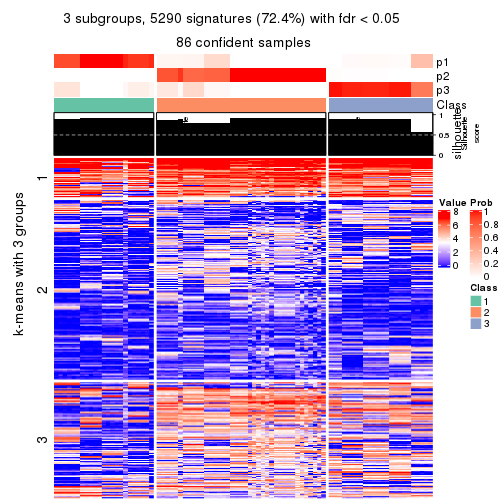 3 subgroups, 5290 signatures (72.4%) with fdr < 0.05
86 confident samples
p1
p2
p3
Class
1
0.5
0
silhouette
Silhouette
score
k-means with 3 groups
1
2
3
Value
8
6
4
2
0
Prob
1
0.8
0.6
0.4
0.2
0
Class
1
2
3